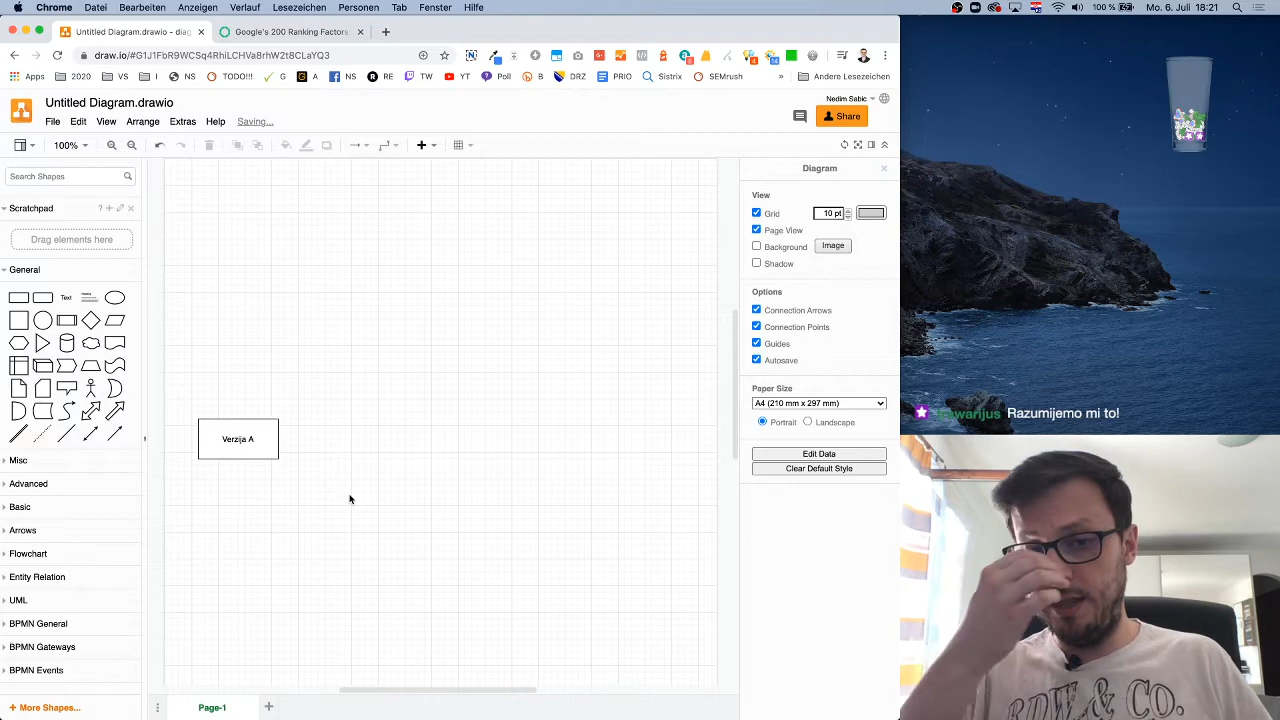 Chrome Datei Bearbeiten Anzeigen Verlauf Lesezeichen Personen Tab Fenster Hilfe
100 % Mo. 6. Juli 18:21
Untitled Diagram.drawio - diag
Google's 200 Ranking Factors:
draw.io/#G1J1FbR9WCSq4RhiLCHVa8rhW2t8CLaYQ3
Apps 2020 VS NS TODO!!! G A NS RE TW YT Poll B DRZ PRIO Sistrix SEMrush » Andere Lesezeichen
Untitled Diagram.drawio
Nedim Sabic
File Edit View Arrange Extras Help Saving...
Share
100%
Search Shapes
Scratchpad
Drag elements here
General
Text
Misc
Advanced
Basic
Arrows
Flowchart
Entity Relation
UML
BPMN General
BPMN Gateways
BPMN Events
+ More Shapes...
Verzija A
Page-1
Diagram
View
Grid 10 pt
Page View
Background Image
Shadow
Options
Connection Arrows
Connection Points
Guides
Autosave
Paper Size
A4 (210 mm x 297 mm)
Portrait Landscape
Edit Data
Clear Default Style
Razumijemo mi to!
& CO.